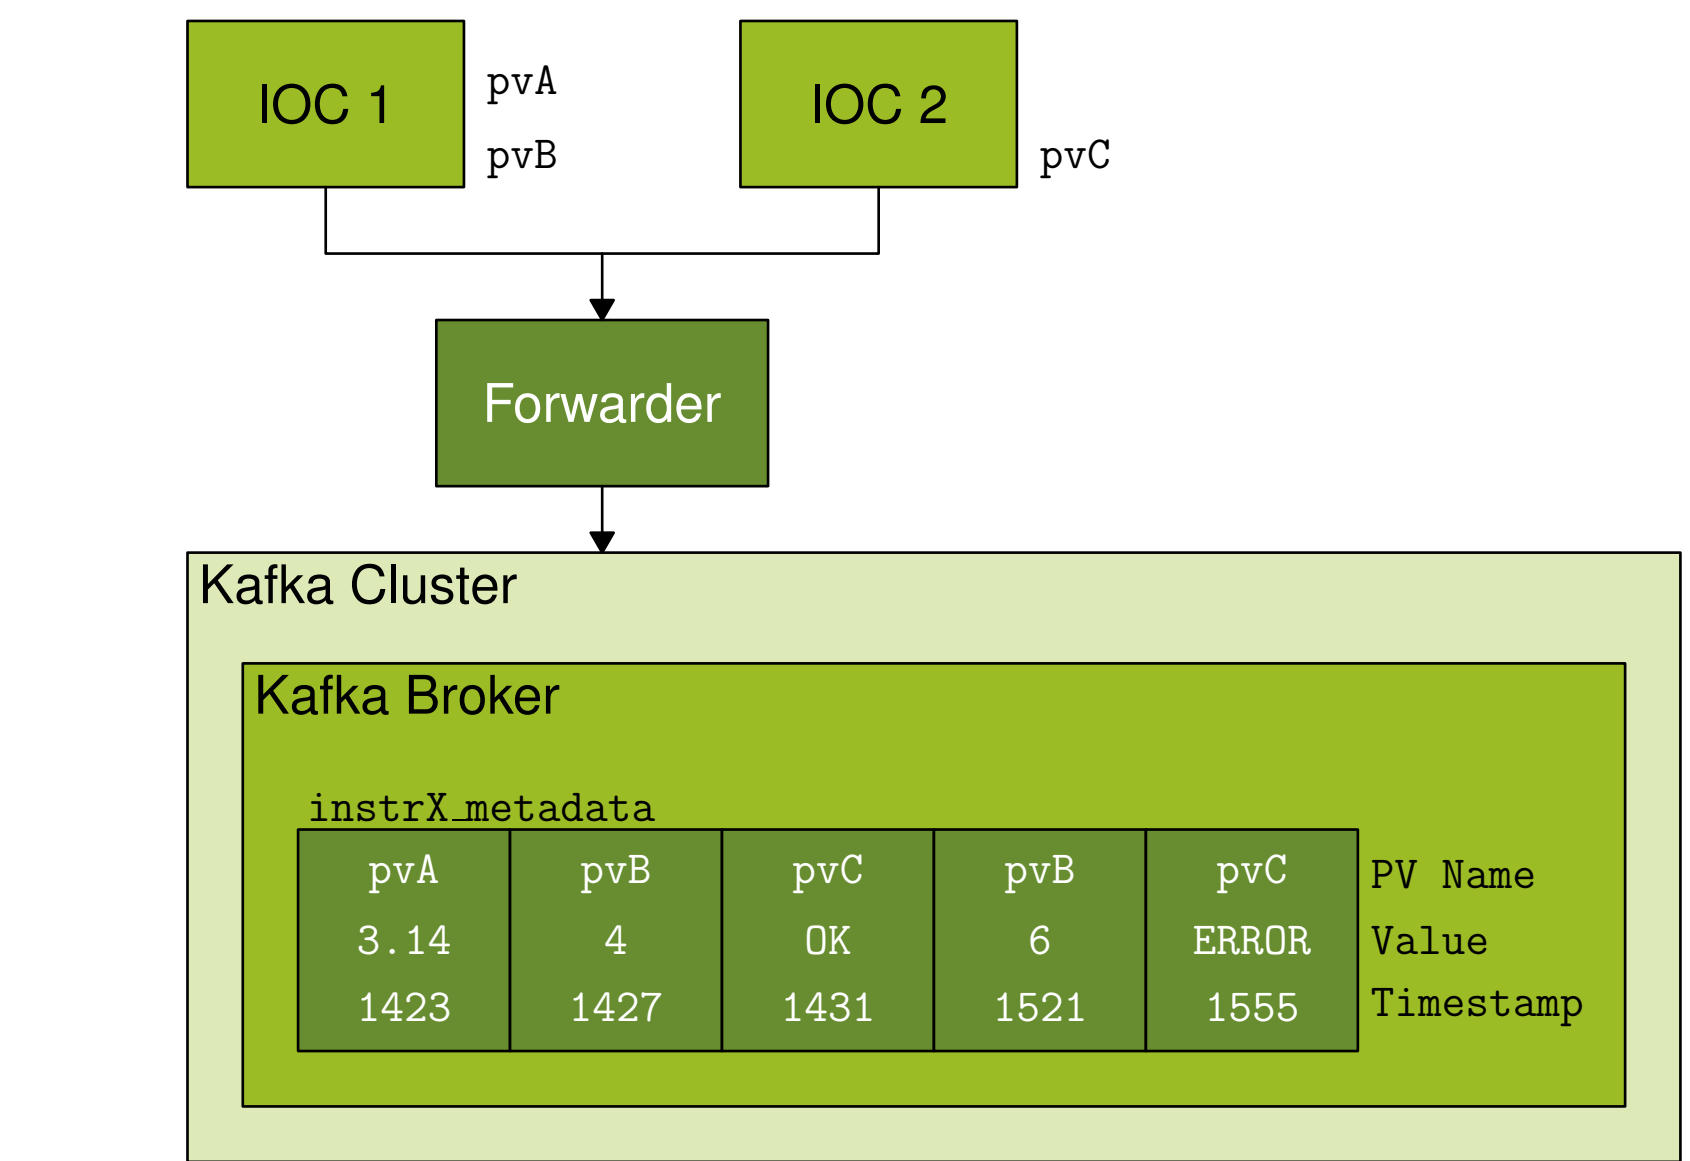 IOC 1
pvA
pvB
IOC 2
pvC
Forwarder
Kafka Cluster
Kafka Broker
instrX_metadata
pvA pvB pvC pvB pvC PV Name
3.14 4 OK 6 ERROR Value
1423 1427 1431 1521 1555 Timestamp